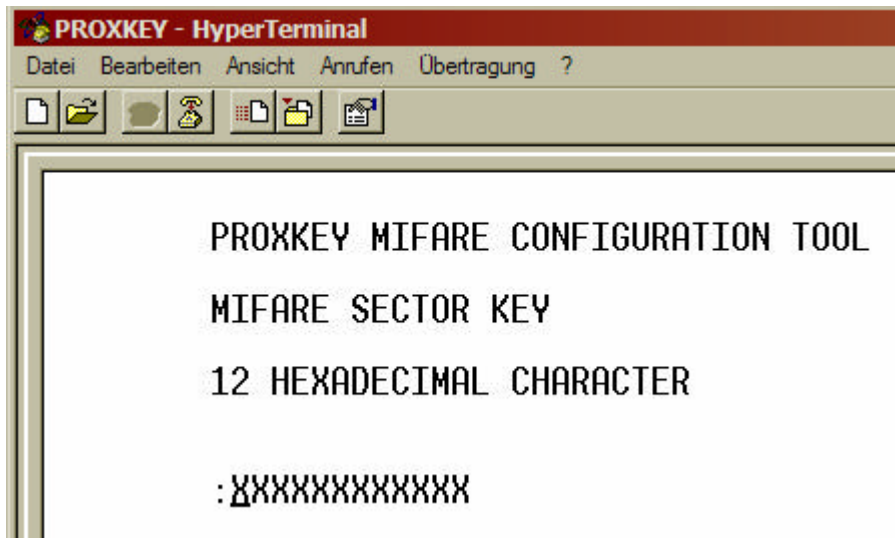 PROXKEY - HyperTerminal
Datei Bearbeiten Ansicht Anrufen Übertragung ?
PROXKEY MIFARE CONFIGURATION TOOL
MIFARE SECTOR KEY
12 HEXADECIMAL CHARACTER
:XXXXXXXXXXXX